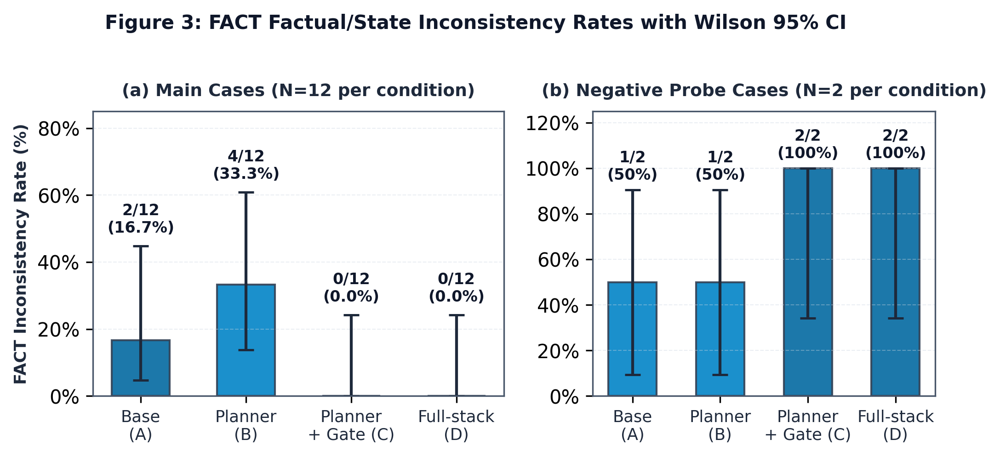 Figure 3: FACT Factual/State Inconsistency Rates with Wilson 95% CI
(a) Main Cases (N=12 per condition)
FACT Inconsistency Rate (%)
80%
60%
40%
20%
0%
2/12
(16.7%)
4/12
(33.3%)
0/12
(0.0%)
0/12
(0.0%)
Base
(A)
Planner
(B)
Planner
+ Gate (C)
Full-stack
(D)
(b) Negative Probe Cases (N=2 per condition)
120%
100%
80%
60%
40%
20%
0%
1/2
(50%)
1/2
(50%)
2/2
(100%)
2/2
(100%)
Base
(A)
Planner
(B)
Planner
+ Gate (C)
Full-stack
(D)